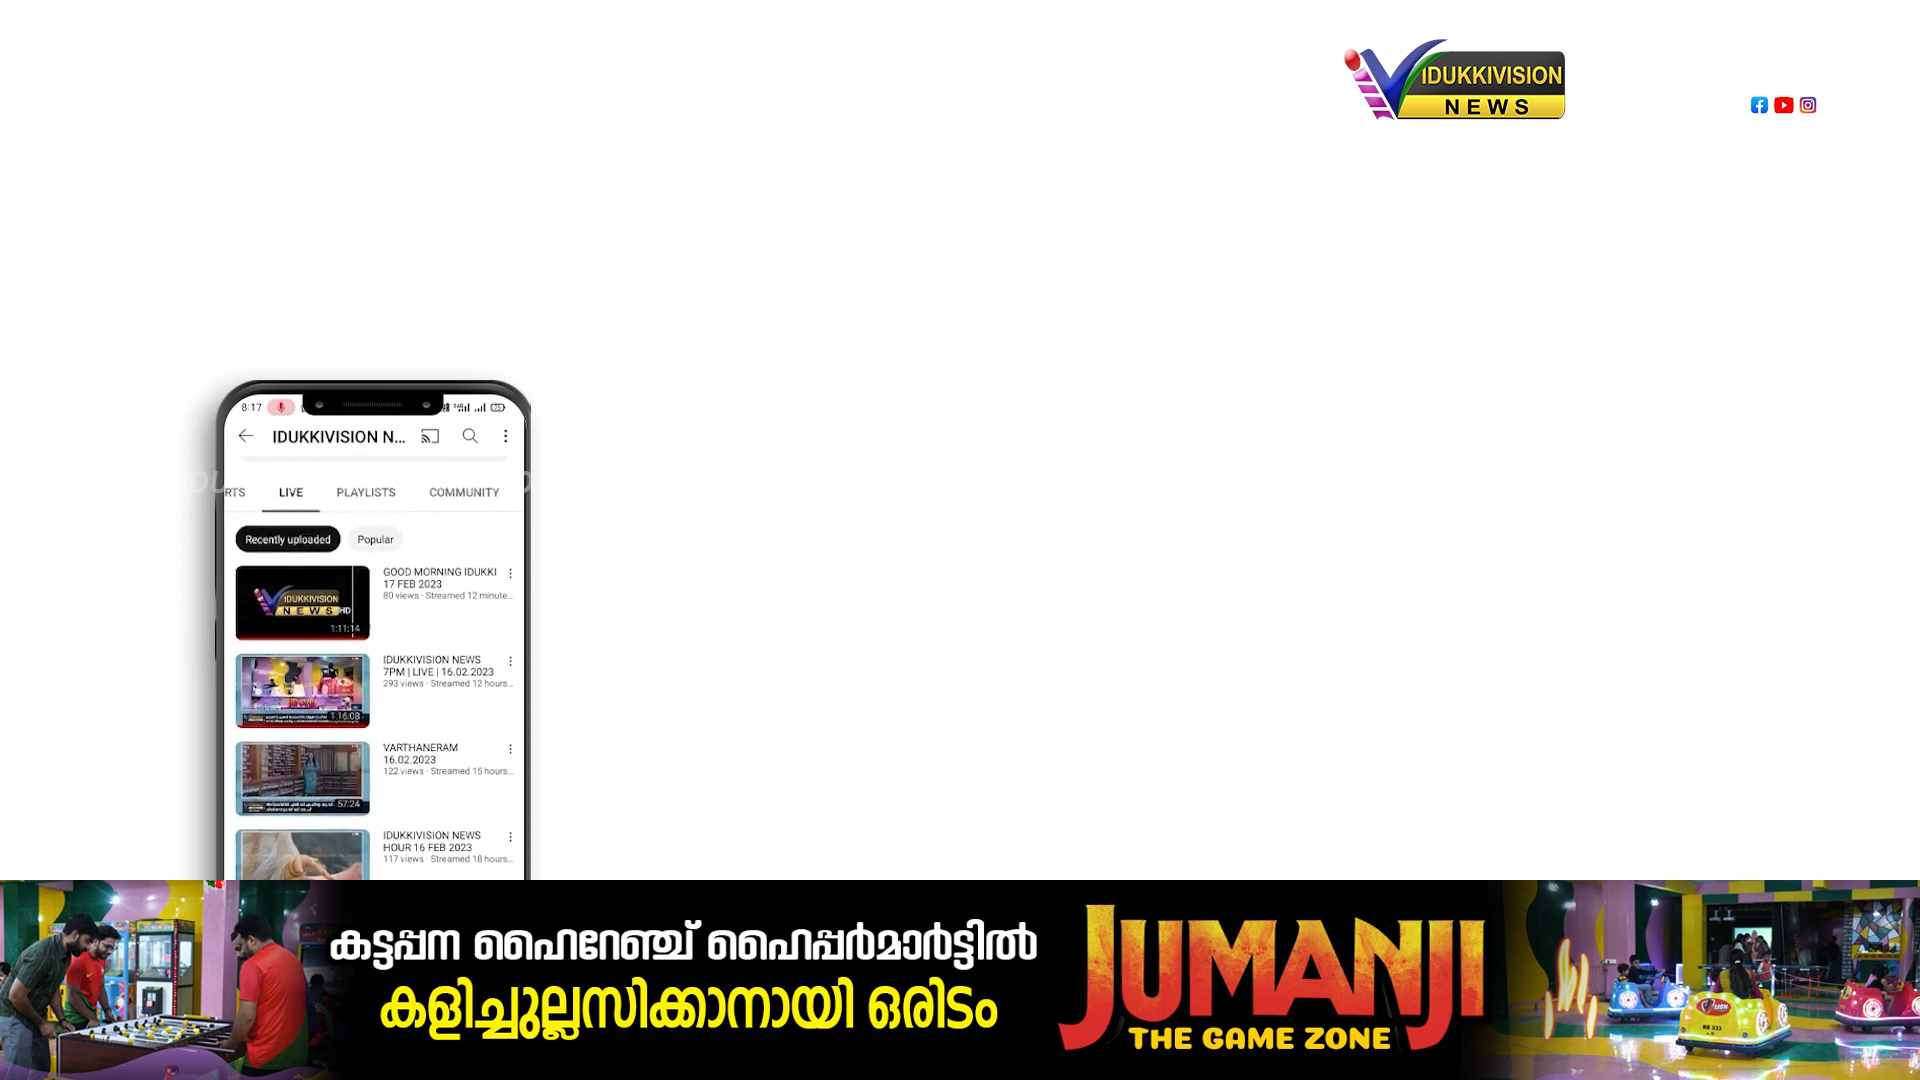 IDUKKIVISION
NEWS
8:17
IDUKKIVISION N...
RTS LIVE PLAYLISTS COMMUNITY
Recently uploaded Popular
GOOD MORNING IDUKKI
17 FEB 2023
80 views · Streamed 12 minute...
IDUKKIVISION
NEWS HD
1:11:14
IDUKKIVISION NEWS
7PM | LIVE | 16.02.2023
293 views · Streamed 12 hours...
JUMANJI
1:16:08
VARTHANERAM
16.02.2023
122 views · Streamed 15 hours...
57:24
IDUKKIVISION NEWS
HOUR 16 FEB 2023
117 views · Streamed 18 hours...
കട്ടപ്പന ഹൈറേഞ്ച് ഹൈപ്പർമാർട്ടിൽ
കളിച്ചുല്ലസിക്കാനായി ഒരിടം
JUMANJI
THE GAME ZONE